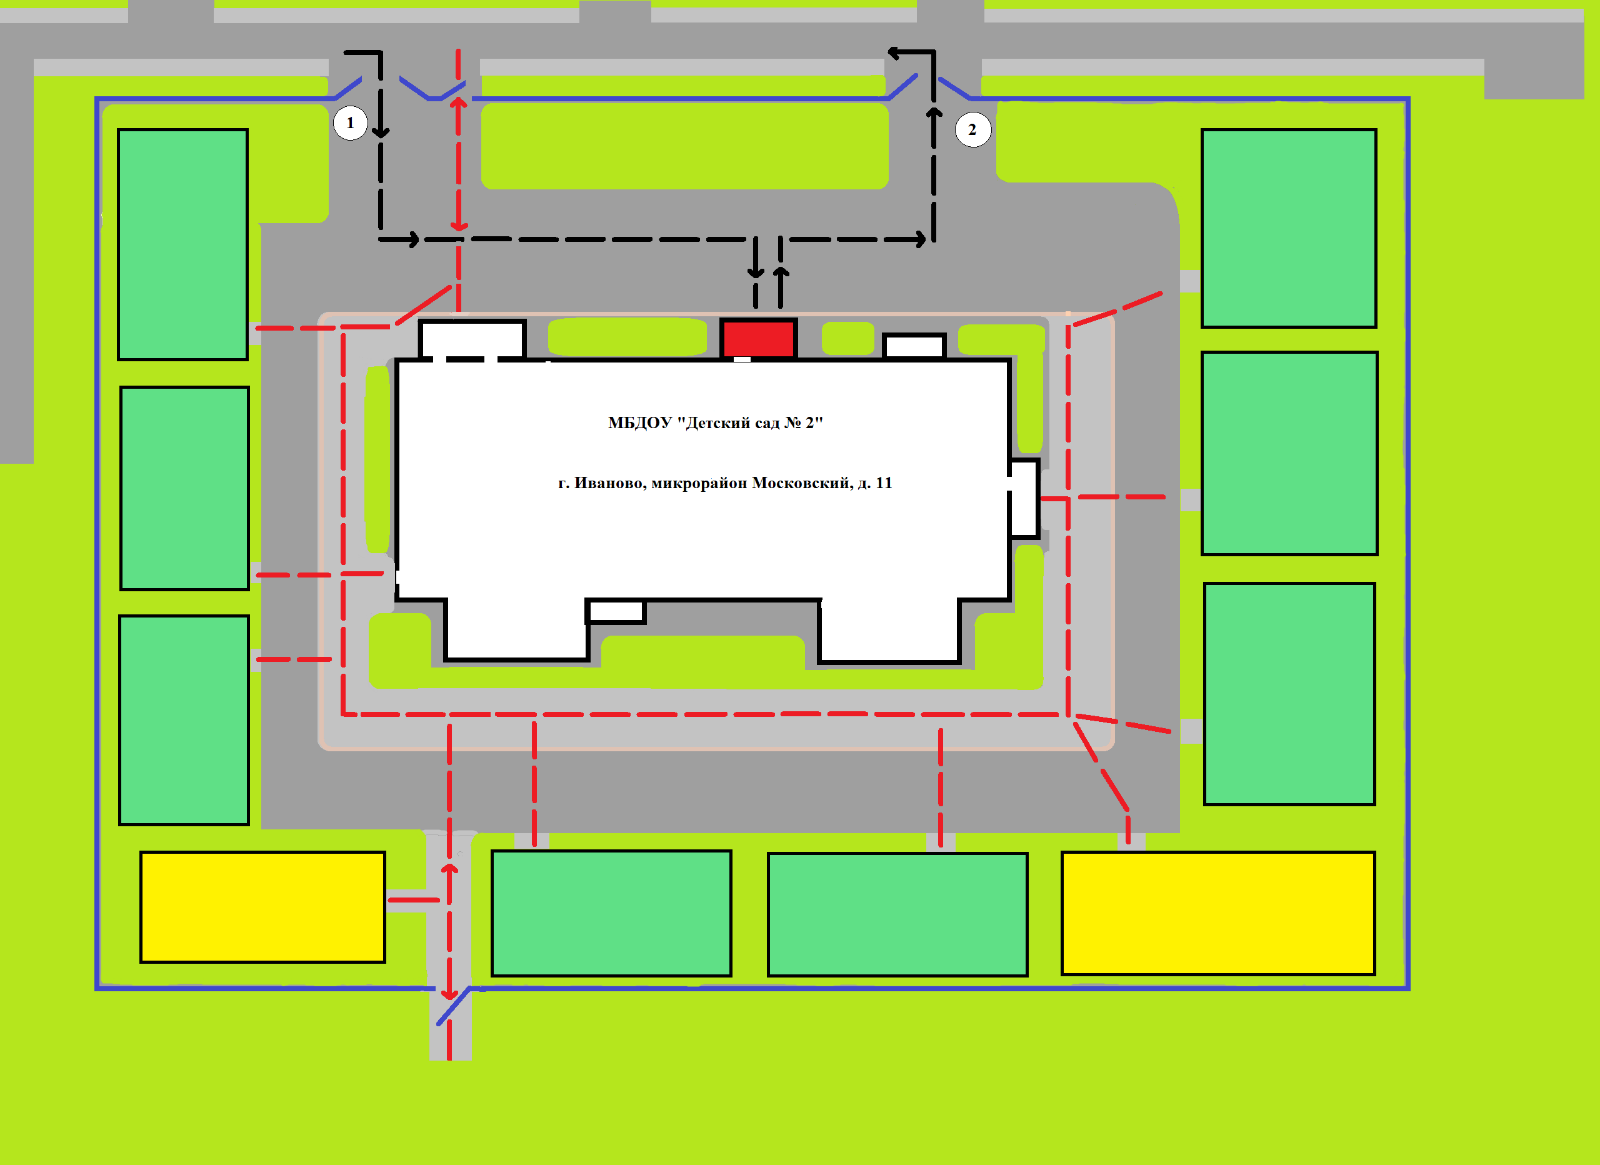 1
2
МБДОУ "Детский сад № 2"
г. Иваново, микрорайон Московский, д. 11